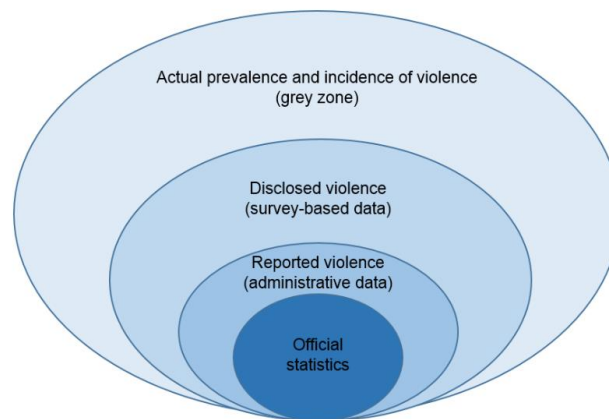 Actual prevalence and incidence of violence
(grey zone)
Disclosed violence
(survey-based data)
Reported violence
(administrative data)
Official
statistics